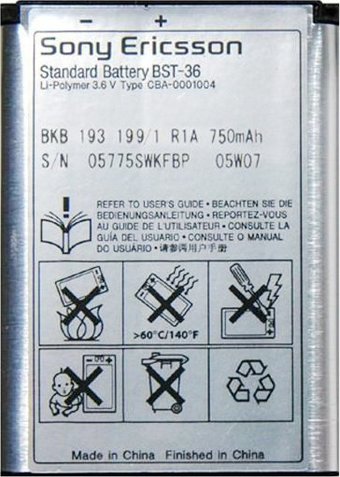 − +
Sony Ericsson
Standard Battery BST-36
Li-Polymer 3.6 V Type CBA-0001004
BKB 193 199/1 R1A 750mAh
S/N 05775SWKFBP 05W07
REFER TO USER'S GUIDE • BEACHTEN SIE DIE
BEDIENUNGSANLEITUNG • REPORTEZ-VOUS
AU GUIDE DE L'UTILISATEUR • CONSULTE LA
GUÍA DEL USUARIO • CONSULTE O MANUAL
DO USUÁRIO • 请参阅用户手册
>60°C/140°F
Made in China Finished in China